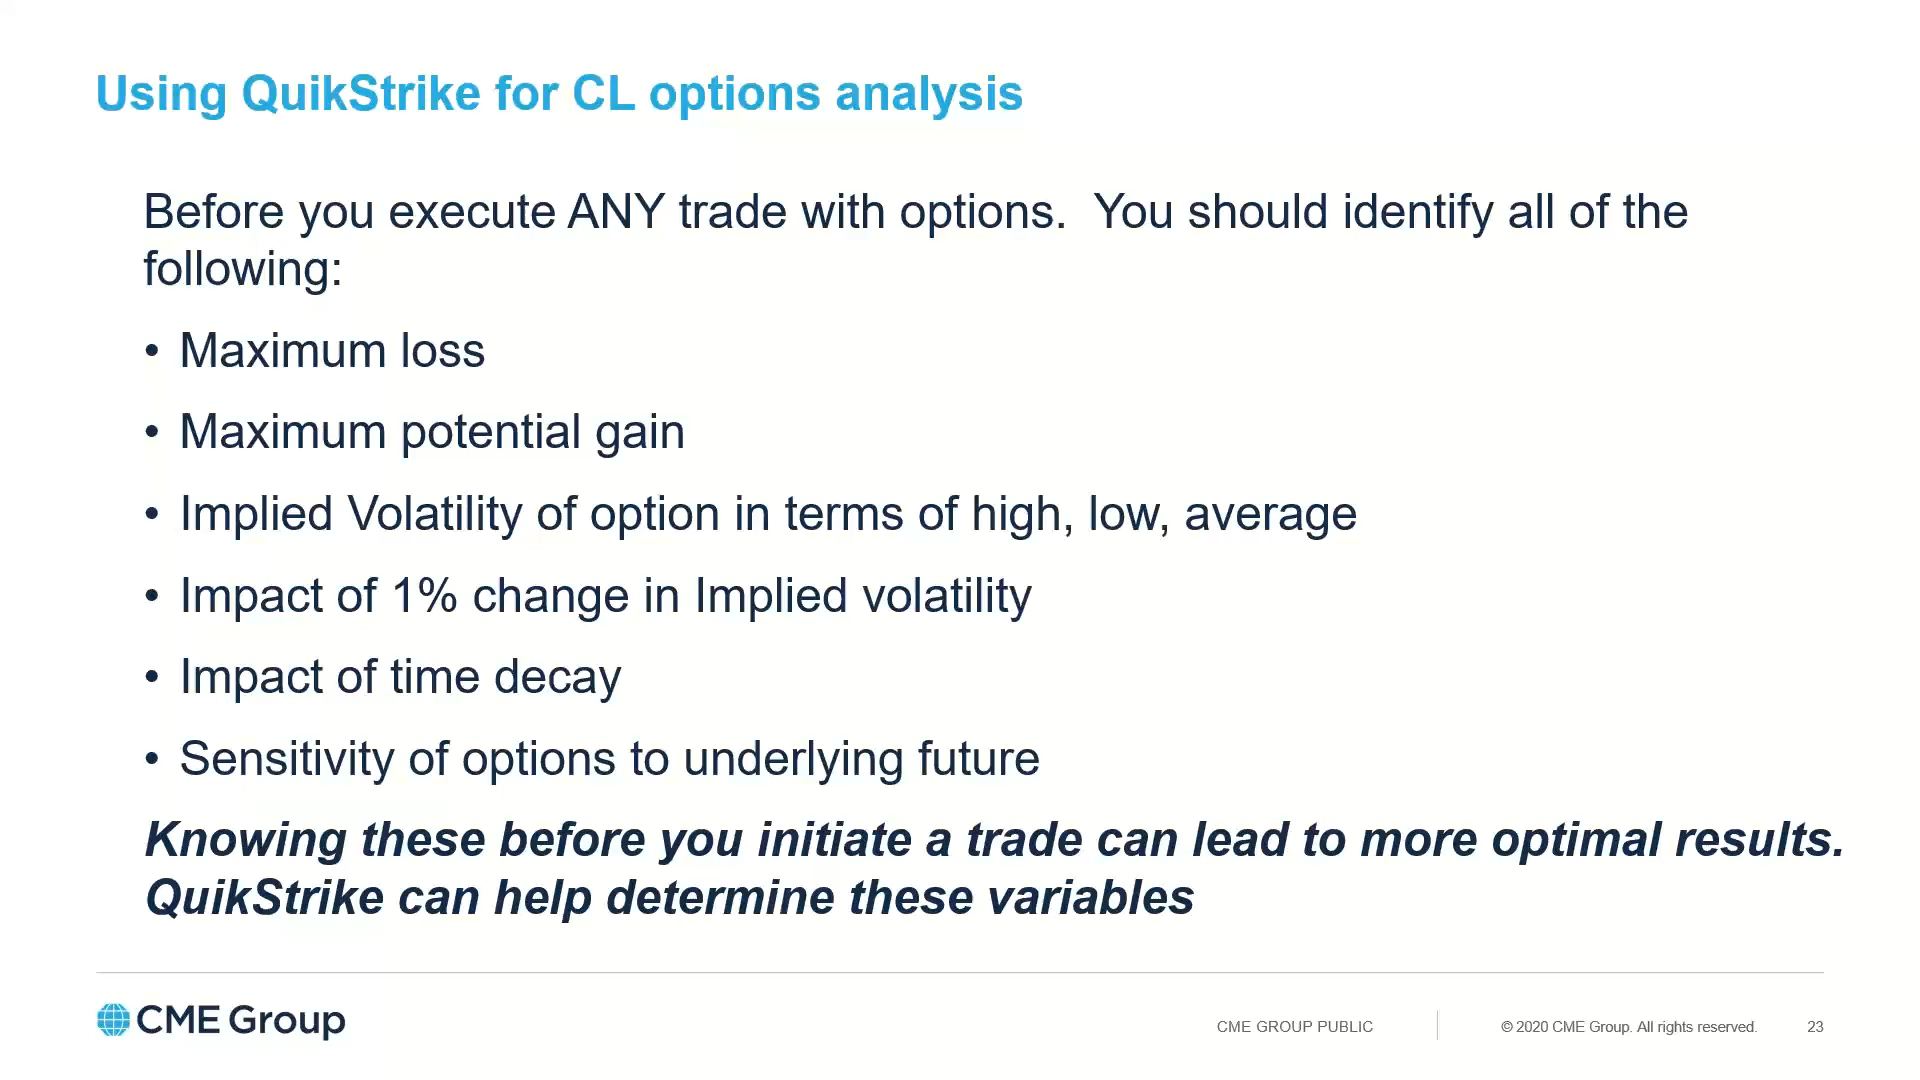 Using QuikStrike for CL options analysis
Before you execute ANY trade with options.  You should identify all of the
following:
• Maximum loss
• Maximum potential gain
• Implied Volatility of option in terms of high, low, average
• Impact of 1% change in Implied volatility
• Impact of time decay
• Sensitivity of options to underlying future
Knowing these before you initiate a trade can lead to more optimal results.
QuikStrike can help determine these variables
CME Group
CME GROUP PUBLIC
© 2020 CME Group. All rights reserved.
23